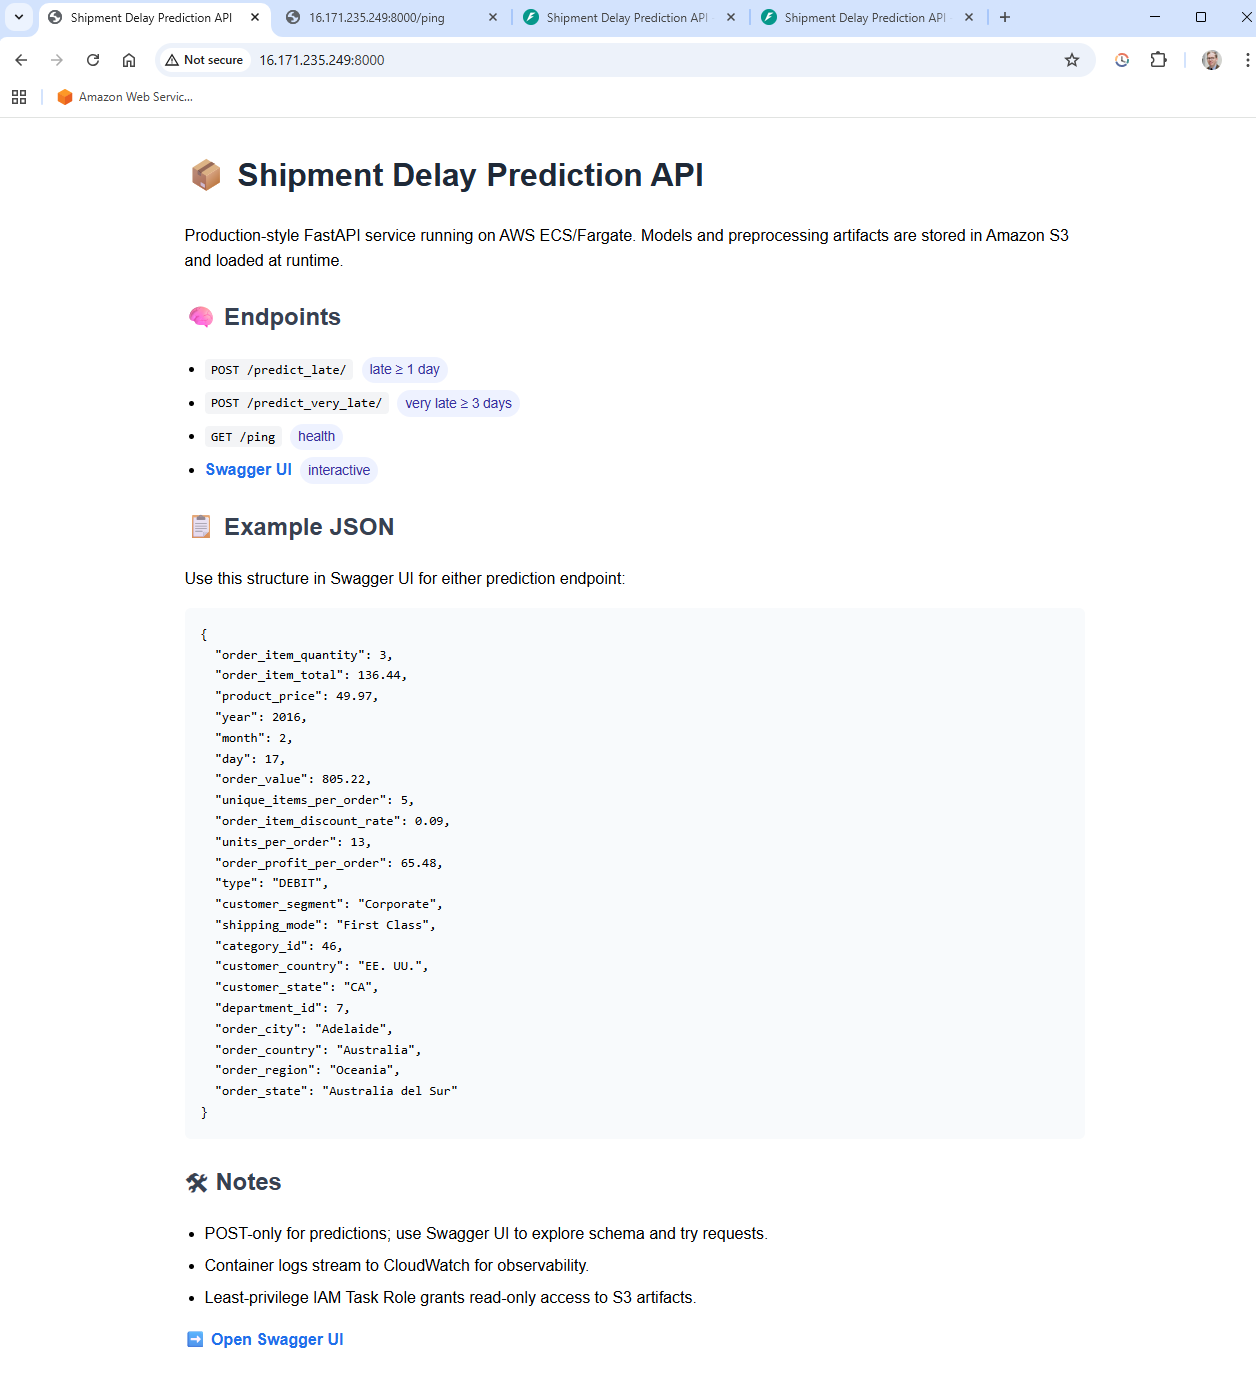 Shipment Delay Prediction API
16.171.235.249:8000/ping
Shipment Delay Prediction API
Shipment Delay Prediction API
Not secure
16.171.235.249:8000
Amazon Web Servic...
Shipment Delay Prediction API
Production-style FastAPI service running on AWS ECS/Fargate. Models and preprocessing artifacts are stored in Amazon S3
and loaded at runtime.
Endpoints
POST /predict_late/ late ≥ 1 day
POST /predict_very_late/ very late ≥ 3 days
GET /ping health
Swagger UI interactive
Example JSON
Use this structure in Swagger UI for either prediction endpoint:
{
"order_item_quantity": 3,
"order_item_total": 136.44,
"product_price": 49.97,
"year": 2016,
"month": 2,
"day": 17,
"order_value": 805.22,
"unique_items_per_order": 5,
"order_item_discount_rate": 0.09,
"units_per_order": 13,
"order_profit_per_order": 65.48,
"type": "DEBIT",
"customer_segment": "Corporate",
"shipping_mode": "First Class",
"category_id": 46,
"customer_country": "EE. UU.",
"customer_state": "CA",
"department_id": 7,
"order_city": "Adelaide",
"order_country": "Australia",
"order_region": "Oceania",
"order_state": "Australia del Sur"
}
Notes
POST-only for predictions; use Swagger UI to explore schema and try requests.
Container logs stream to CloudWatch for observability.
Least-privilege IAM Task Role grants read-only access to S3 artifacts.
Open Swagger UI